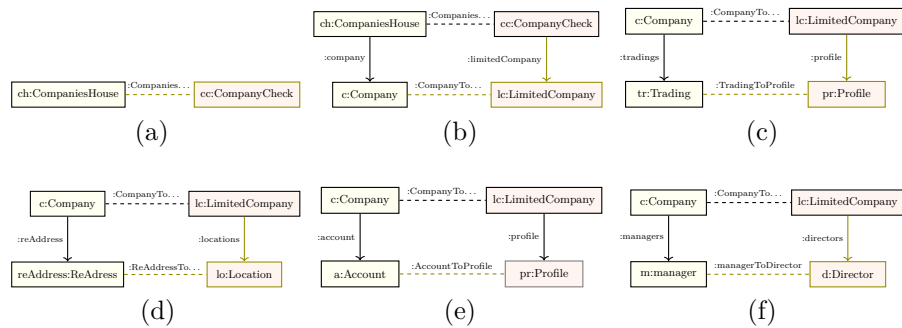 ch:CompaniesHouse :Companies... cc:CompanyCheck
(a)
ch:CompaniesHouse :Companies... cc:CompanyCheck
:company :limitedCompany
c:Company :CompanyTo... lc:LimitedCompany
(b)
c:Company :CompanyTo... lc:LimitedCompany
:tradings :profile
tr:Trading :TradingToProfile pr:Profile
(c)
c:Company :CompanyTo... lc:LimitedCompany
:reAddress :locations
reAddress:ReAdress :ReAddressTo... lo:Location
(d)
c:Company :CompanyTo... lc:LimitedCompany
:account :profile
a:Account :AccountToProfile pr:Profile
(e)
c:Company :CompanyTo... lc:LimitedCompany
:managers :directors
m:manager :managerToDirector d:Director
(f)